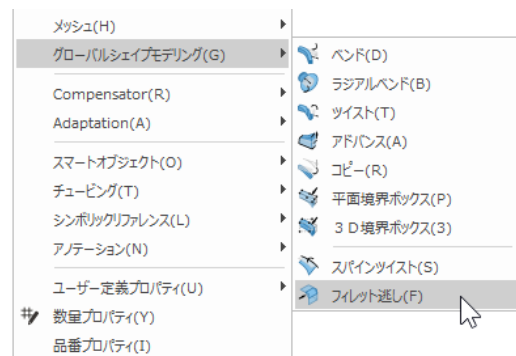 メッシュ(H)
グローバルシェイプモデリング(G)
Compensator(R)
Adaptation(A)
スマートオブジェクト(O)
チュービング(T)
シンボリックリファレンス(L)
アノテーション(N)
ユーザー定義プロパティ(U)
数量プロパティ(Y)
品番プロパティ(I)
ベンド(D)
ラジアルベンド(B)
ツイスト(T)
アドバンス(A)
コピー(R)
平面境界ボックス(P)
３Ｄ境界ボックス(3)
スパインツイスト(S)
フィレット逃し(F)